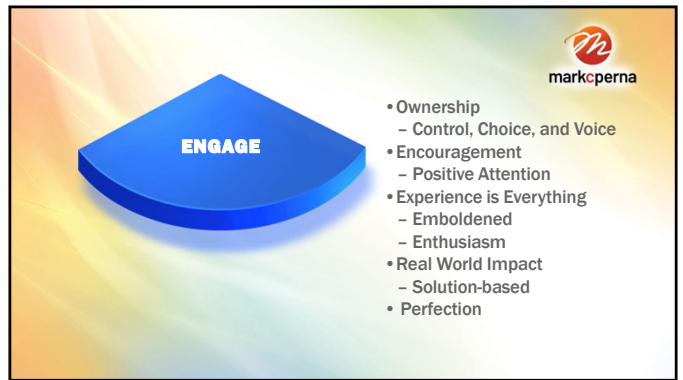 markcperna
ENGAGE
•Ownership
– Control, Choice, and Voice
•Encouragement
– Positive Attention
•Experience is Everything
– Emboldened
– Enthusiasm
•Real World Impact
– Solution-based
• Perfection